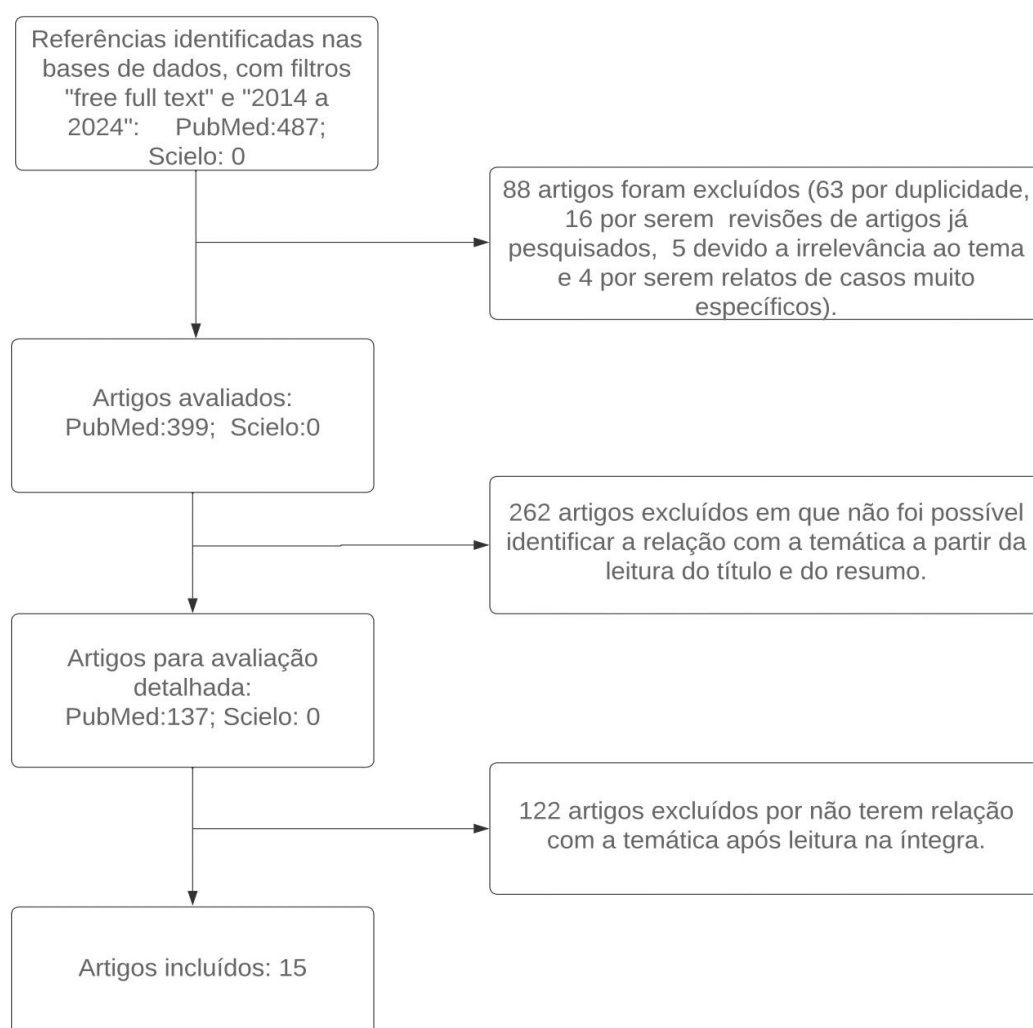 Referências identificadas nas
bases de dados, com filtros
"free full text" e "2014 a
2024": PubMed:487;
Scielo: 0
88 artigos foram excluídos (63 por duplicidade,
16 por serem revisões de artigos já
pesquisados, 5 devido a irrelevância ao tema
e 4 por serem relatos de casos muito
específicos).
Artigos avaliados:
PubMed:399; Scielo:0
262 artigos excluídos em que não foi possível
identificar a relação com a temática a partir da
leitura do título e do resumo.
Artigos para avaliação
detalhada:
PubMed:137; Scielo: 0
122 artigos excluídos por não terem relação
com a temática após leitura na íntegra.
Artigos incluídos: 15